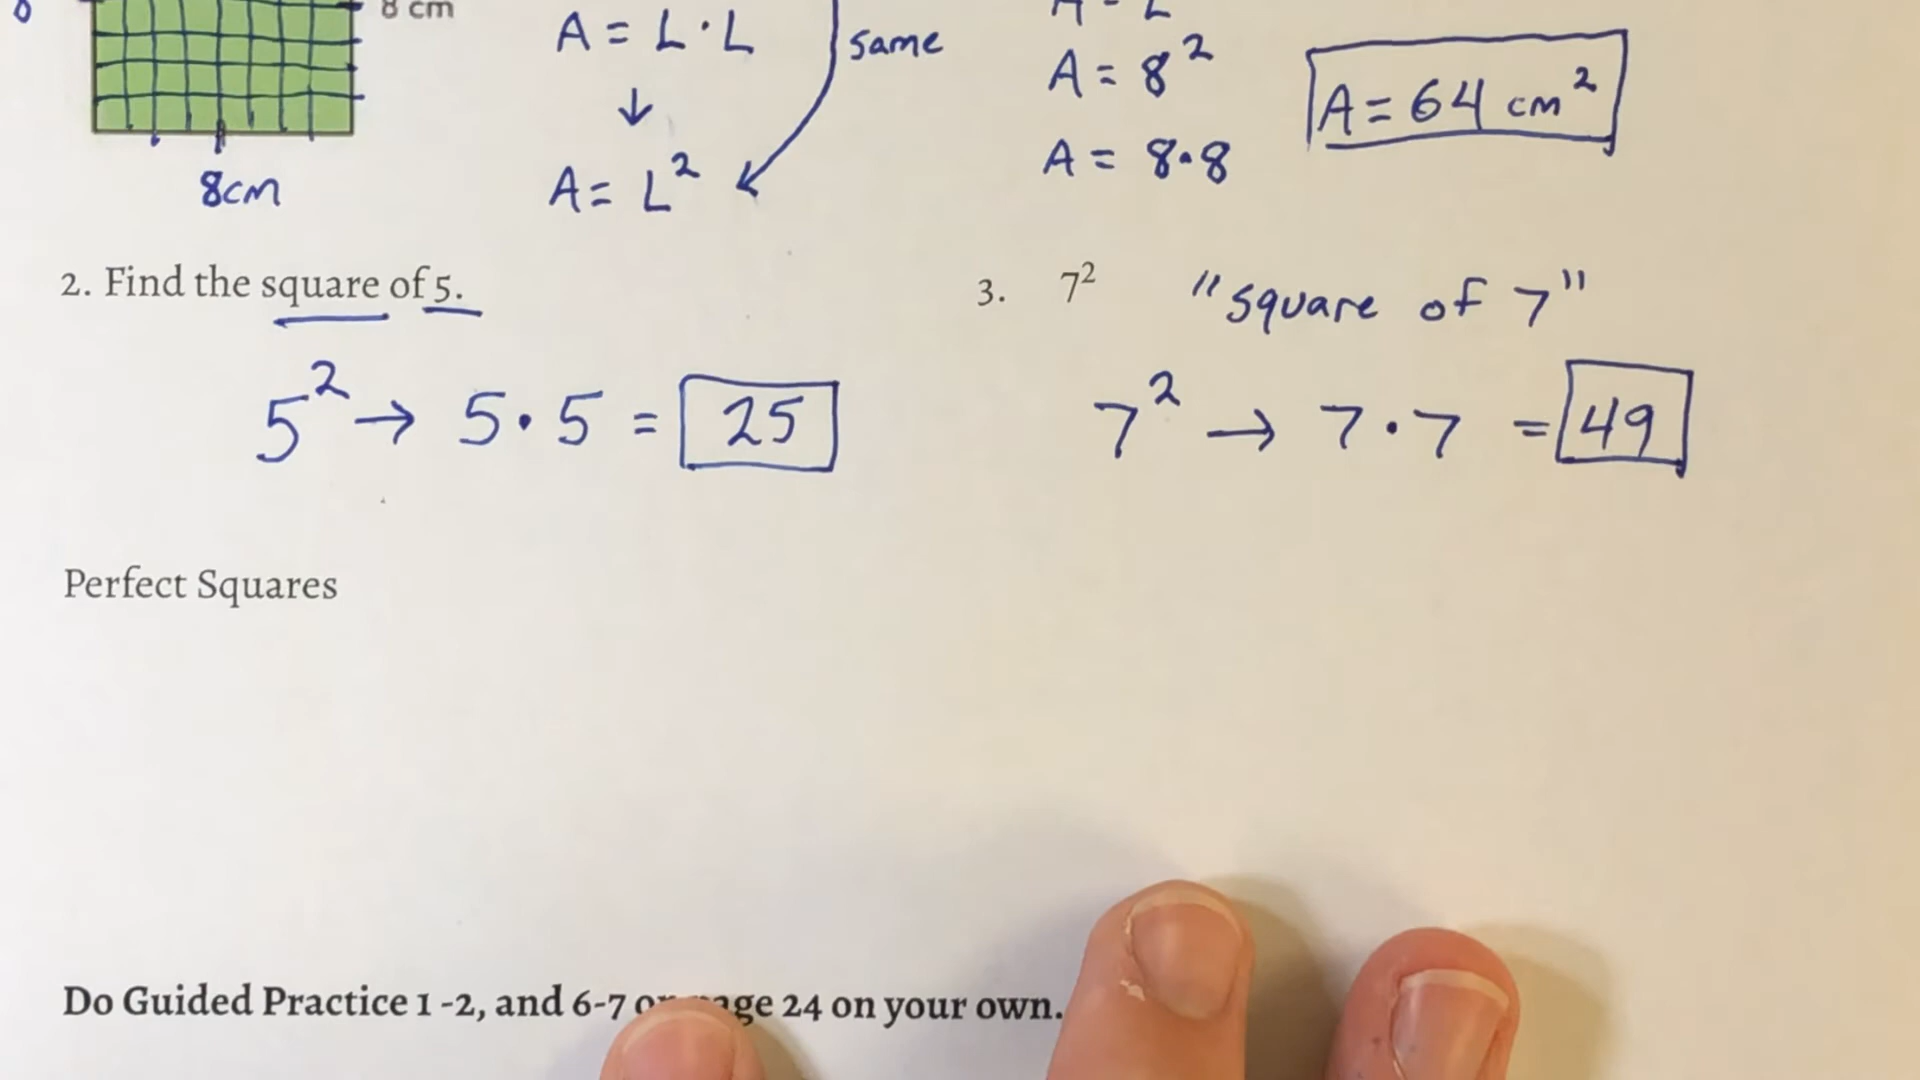 8 cm
A = L · L
same
A = 8²
A = 64 cm²
A = L²
A = 8·8
8cm
2. Find the square of 5.
3. 7² "square of 7"
5² → 5 · 5 = 25
7² → 7 · 7 = 49
Perfect Squares
Do Guided Practice 1 -2, and 6-7 24 on your own.